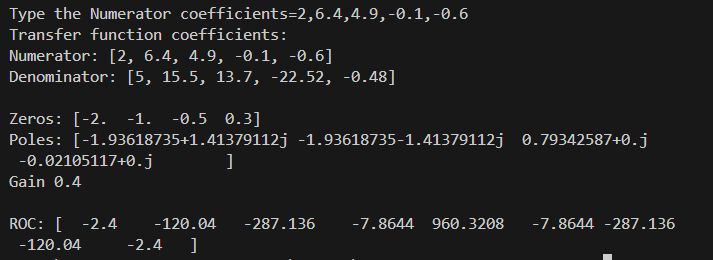 Type the Numerator coefficients=2,6.4,4.9,-0.1,-0.6
Transfer function coefficients:
Numerator: [2, 6.4, 4.9, -0.1, -0.6]
Denominator: [5, 15.5, 13.7, -22.52, -0.48]

Zeros: [-2.  -1.  -0.5  0.3]
Poles: [-1.93618735+1.41379112j -1.93618735-1.41379112j  0.79342587+0.j
 -0.02105117+0.j        ]
Gain 0.4

ROC: [  -2.4    -120.04   -287.136    -7.8644  960.3208   -7.8644 -287.136
 -120.04     -2.4   ]